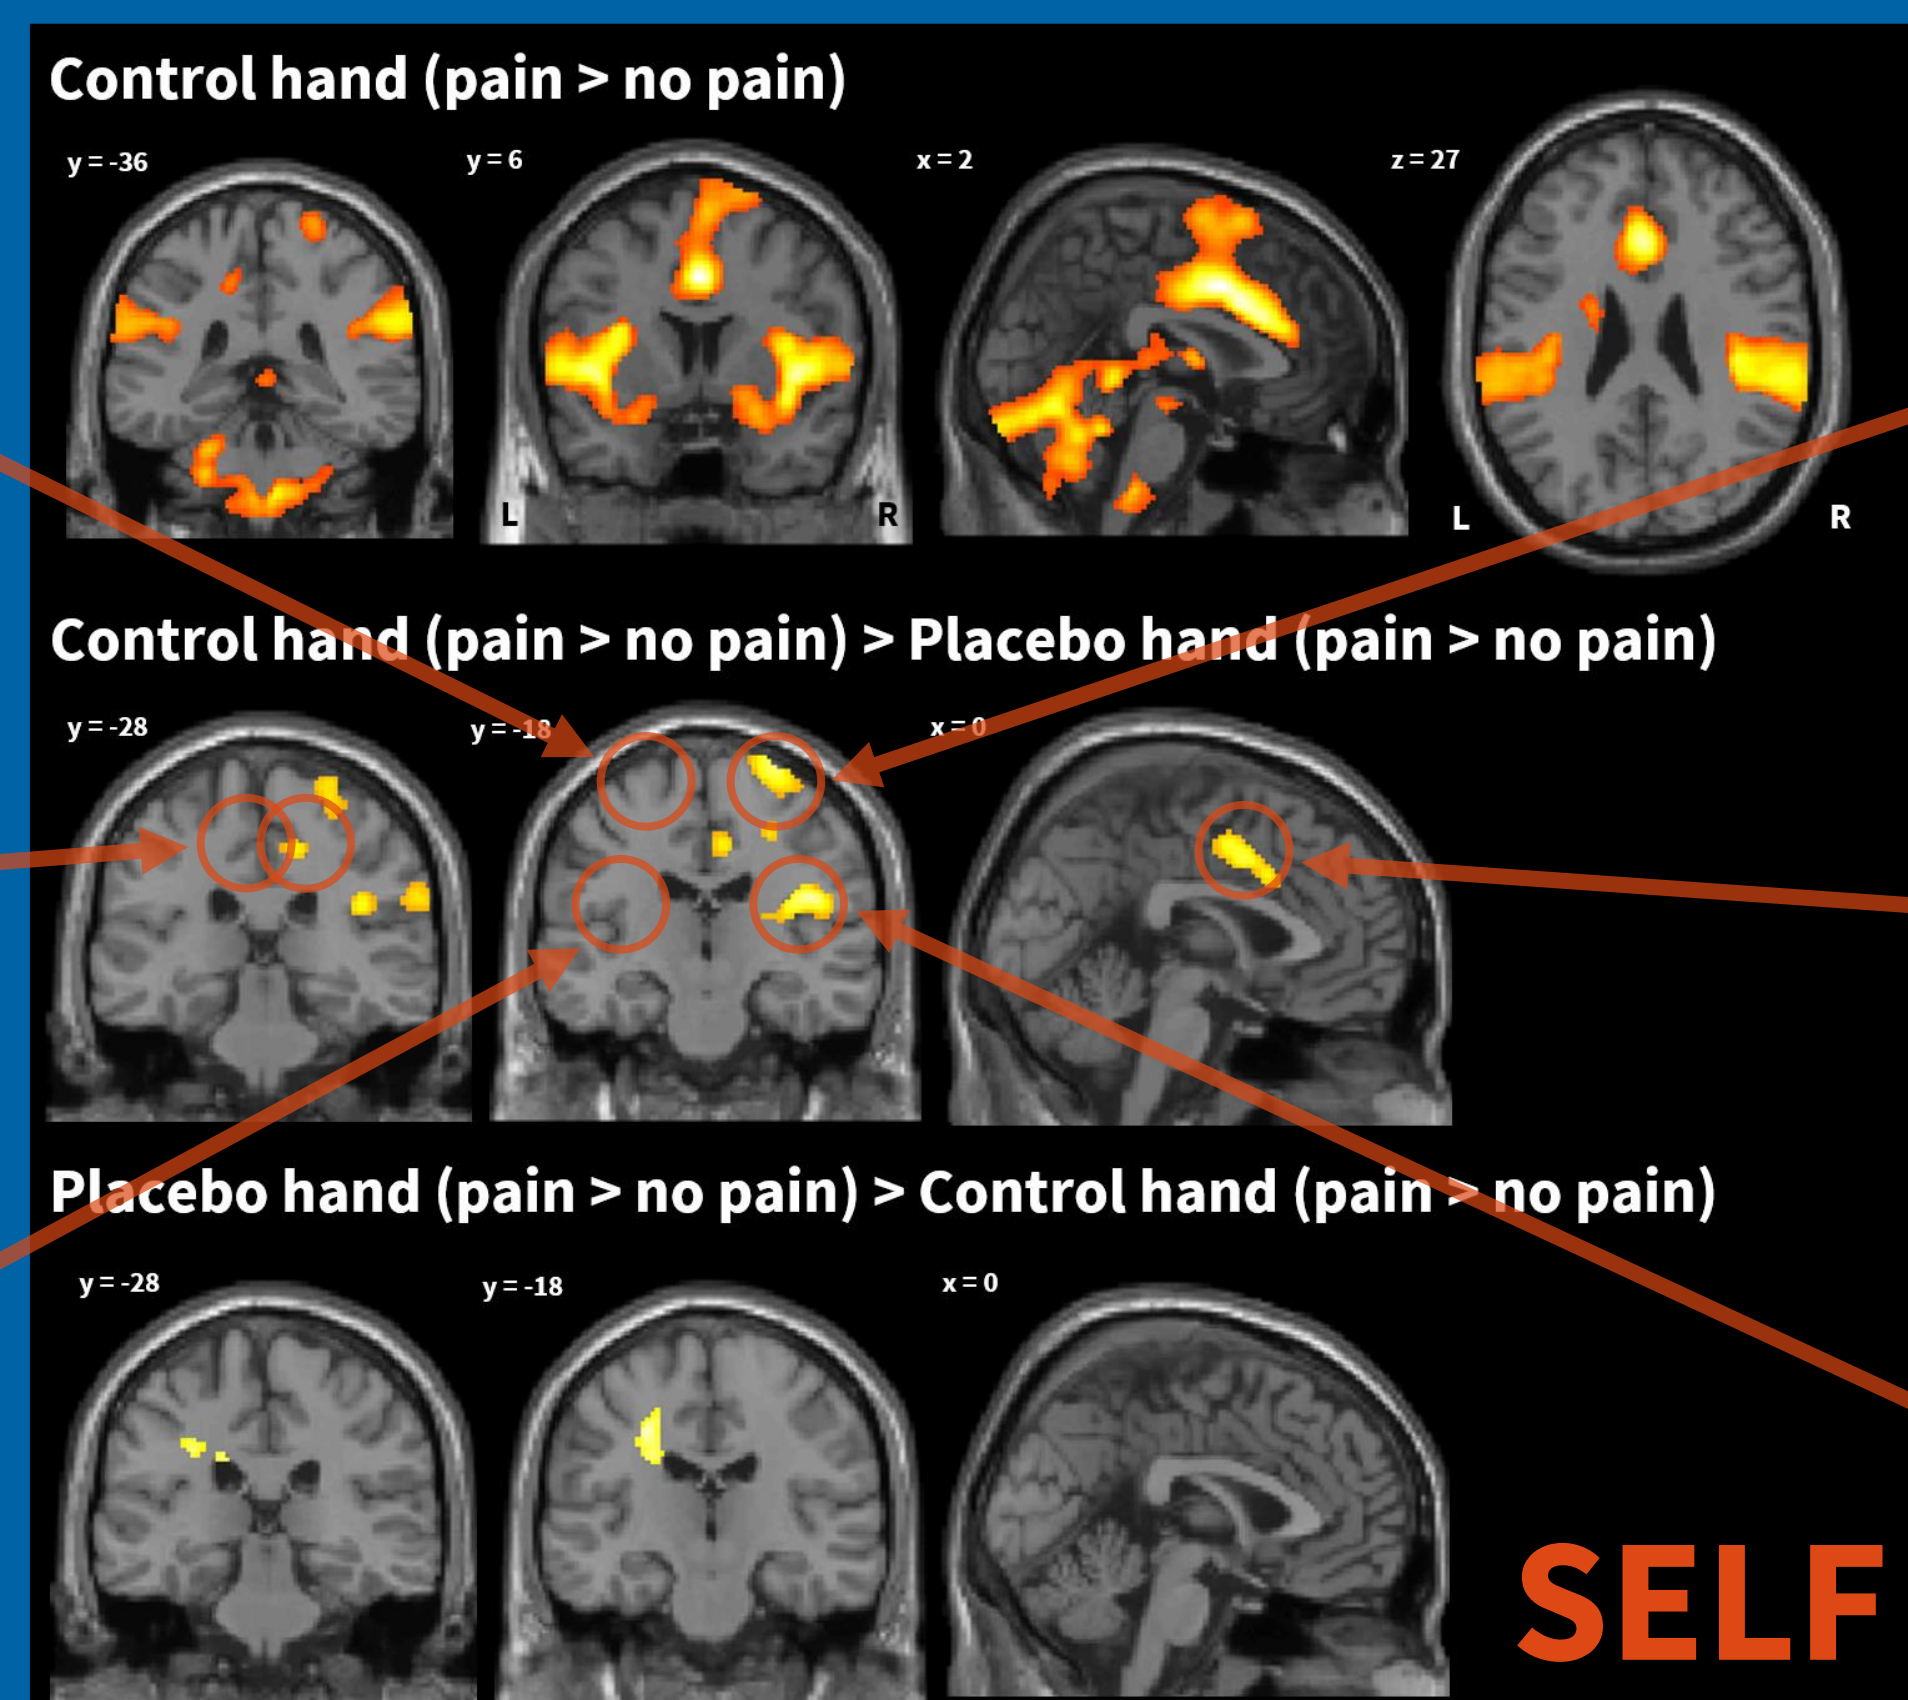 Control hand (pain > no pain)
y = -36
y = 6
x = 2
z = 27
L
R
L
R
Control hand (pain > no pain) > Placebo hand (pain > no pain)
y = -28
y = -18
x = 0
Placebo hand (pain > no pain) > Control hand (pain > no pain)
y = -28
y = -18
x = 0
SELF